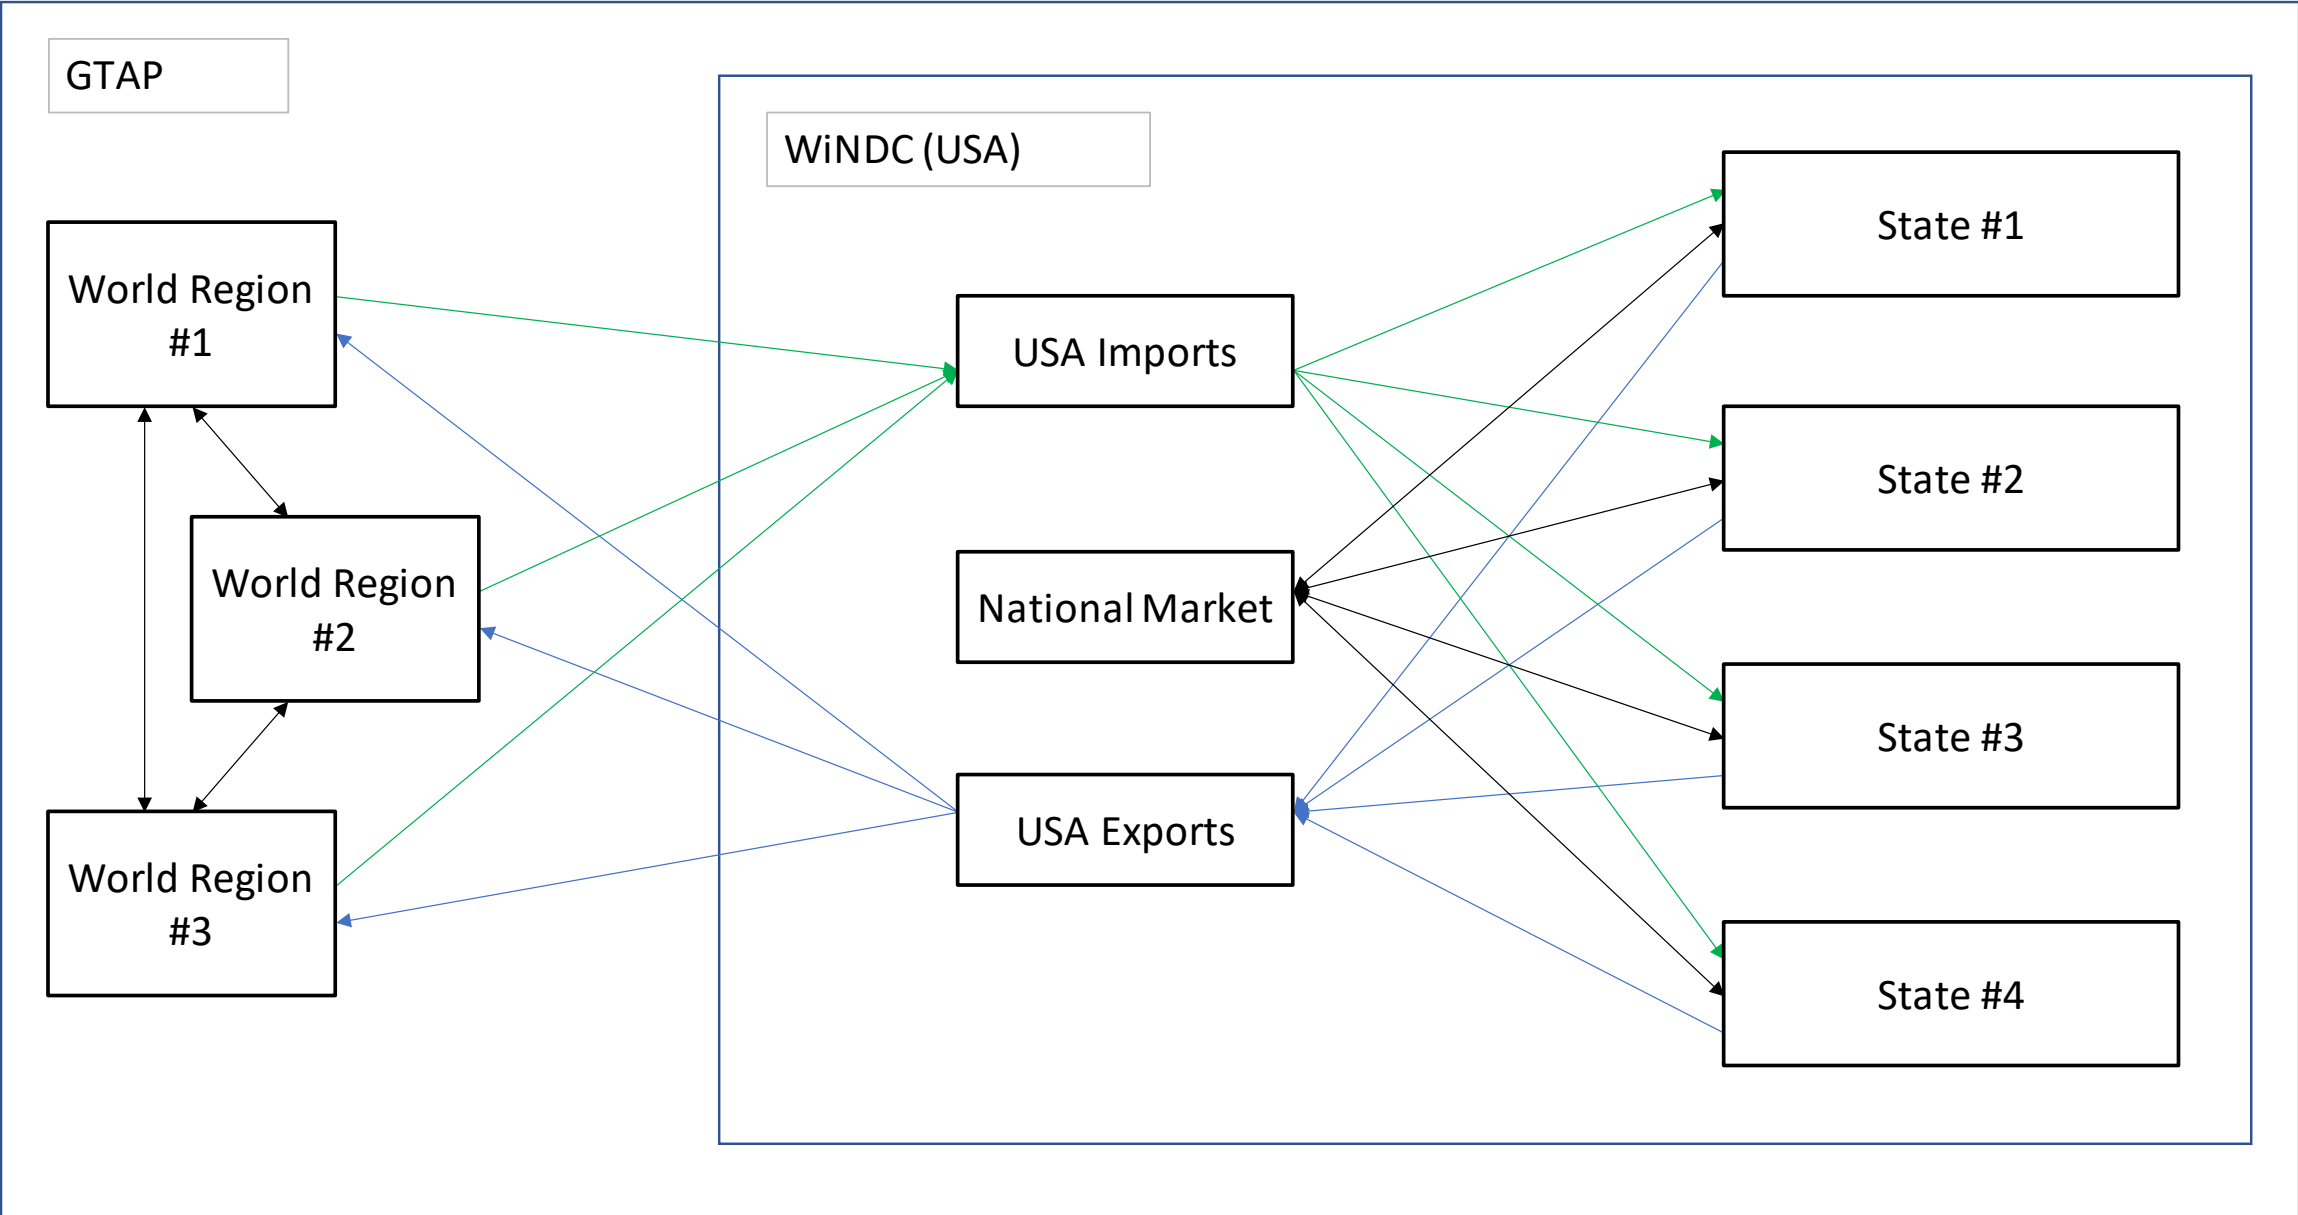 GTAP
WiNDC (USA)
World Region
#1
World Region
#2
World Region
#3
USA Imports
National Market
USA Exports
State #1
State #2
State #3
State #4